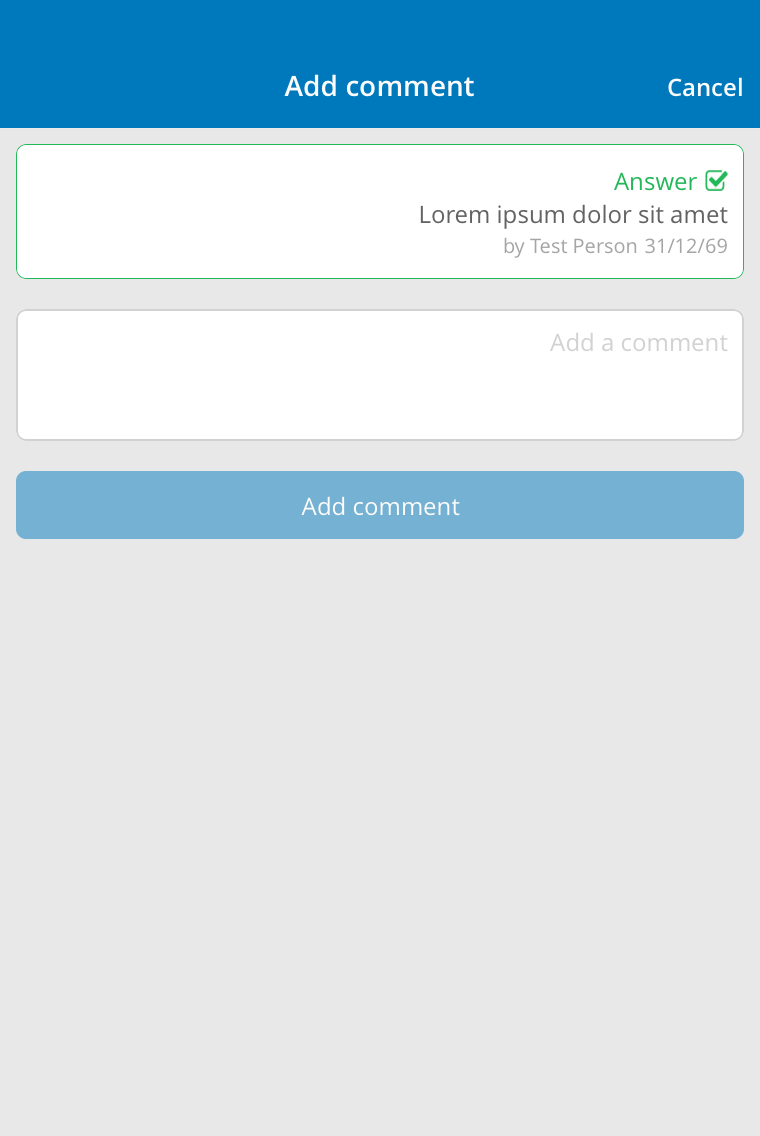 Add comment
Cancel
Answer
Lorem ipsum dolor sit amet
by Test Person 31/12/69
Add a comment
Add comment